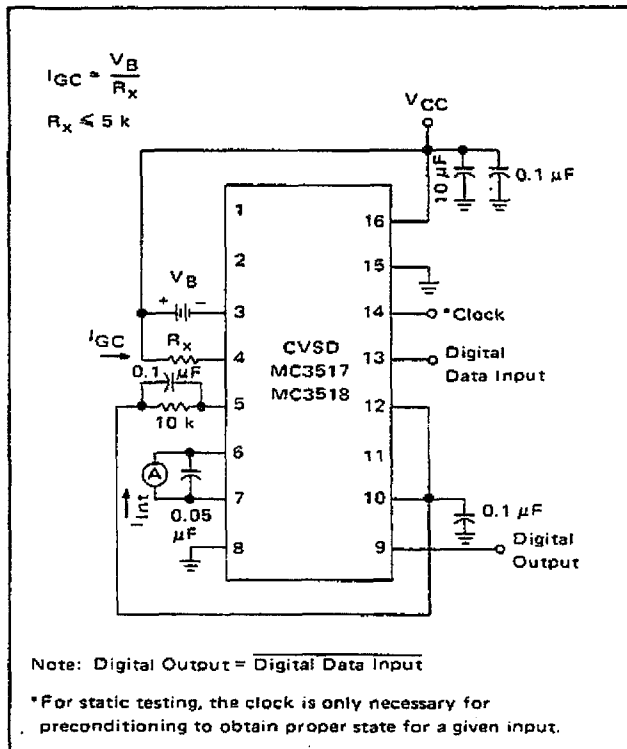 I_GC ≃ V_B / R_x
R_x ⩽ 5 k
V_CC
10 µF
0.1 µF
1
2
3
4
5
6
7
8
16
15
14
13
12
11
10
9
V_B
+
−
I_GC
R_x
0.1 µF
10 k
A
I_Int
0.05 µF
CVSD
MC3517
MC3518
*Clock
Digital
Data Input
0.1 µF
Digital
Output
Note: Digital Output = \overline{Digital Data Input}
*For static testing, the clock is only necessary for
preconditioning to obtain proper state for a given input.